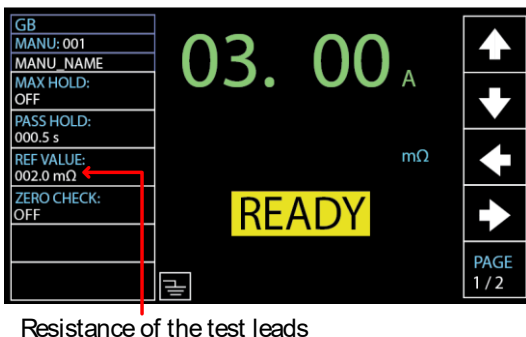 GB
MANU: 001
MANU_NAME
MAX HOLD:
OFF
PASS HOLD:
000.5 s
REF VALUE:
002.0 mΩ
ZERO CHECK:
OFF
03. 00 A
mΩ
READY
PAGE
1 / 2
Resistance of the test leads